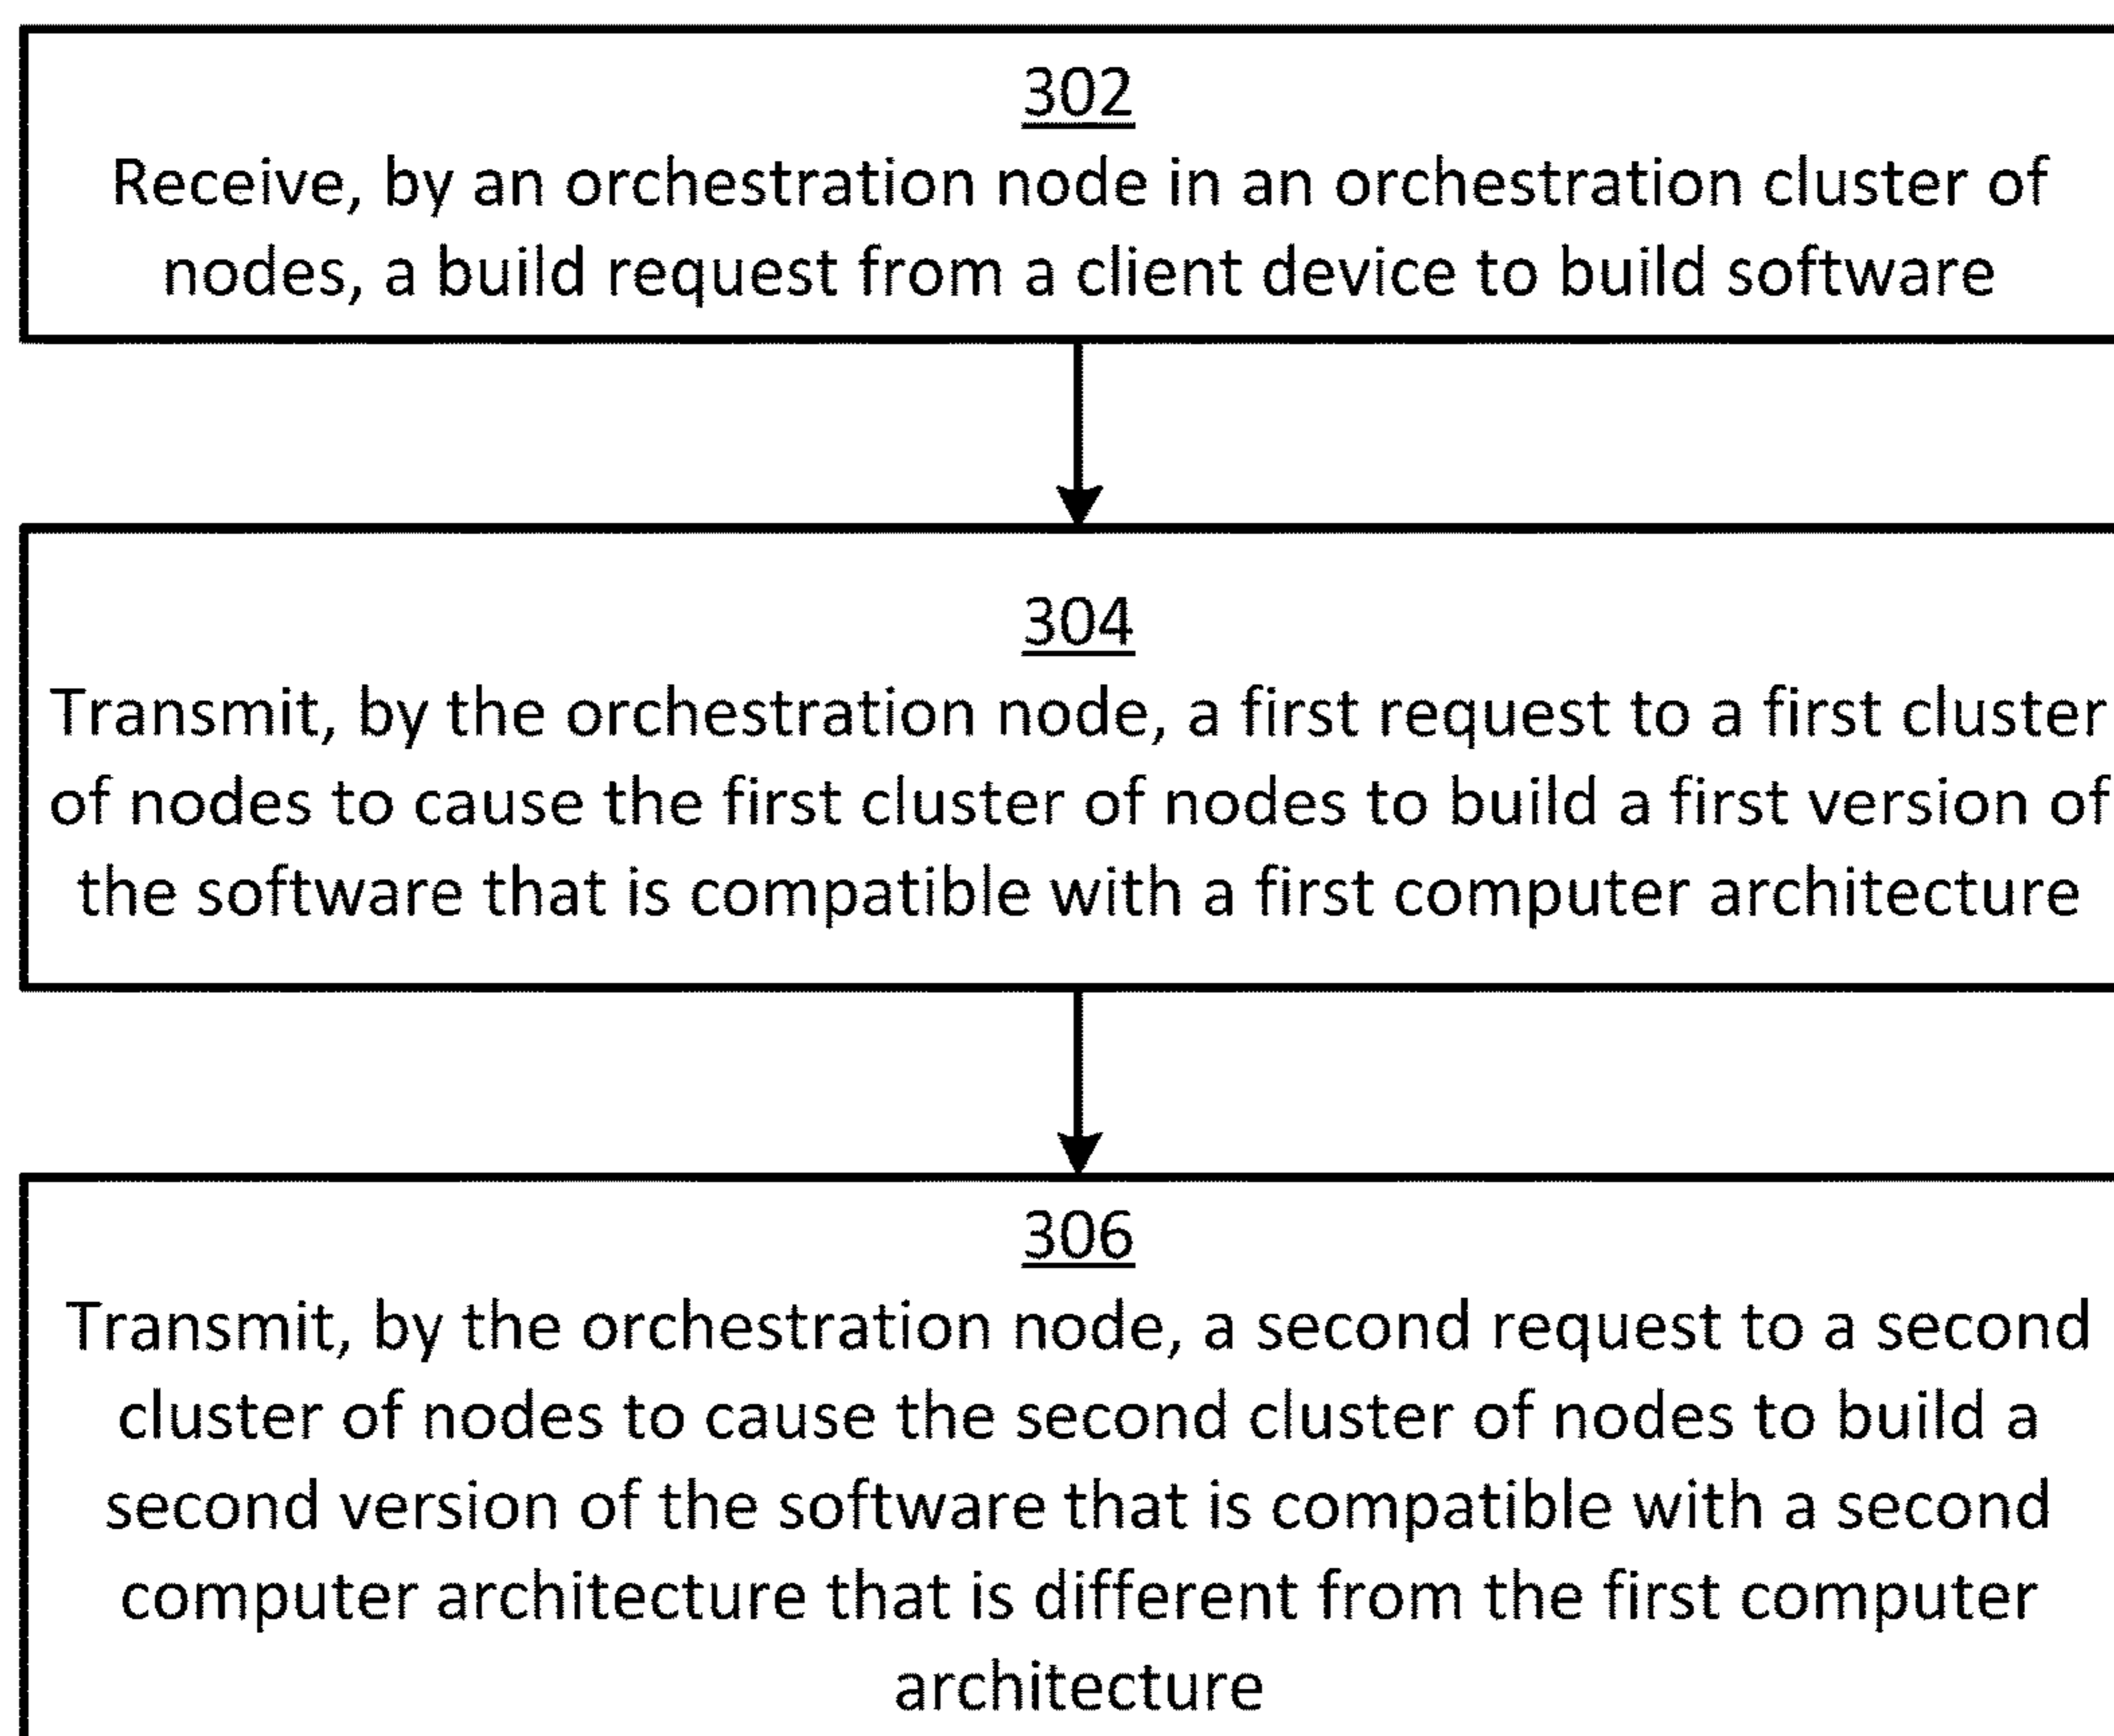 302
Receive, by an orchestration node in an orchestration cluster of
nodes, a build request from a client device to build software
304
Transmit, by the orchestration node, a first request to a first cluster
of nodes to cause the first cluster of nodes to build a first version of
the software that is compatible with a first computer architecture
306
Transmit, by the orchestration node, a second request to a second
cluster of nodes to cause the second cluster of nodes to build a
second version of the software that is compatible with a second
computer architecture that is different from the first computer
architecture